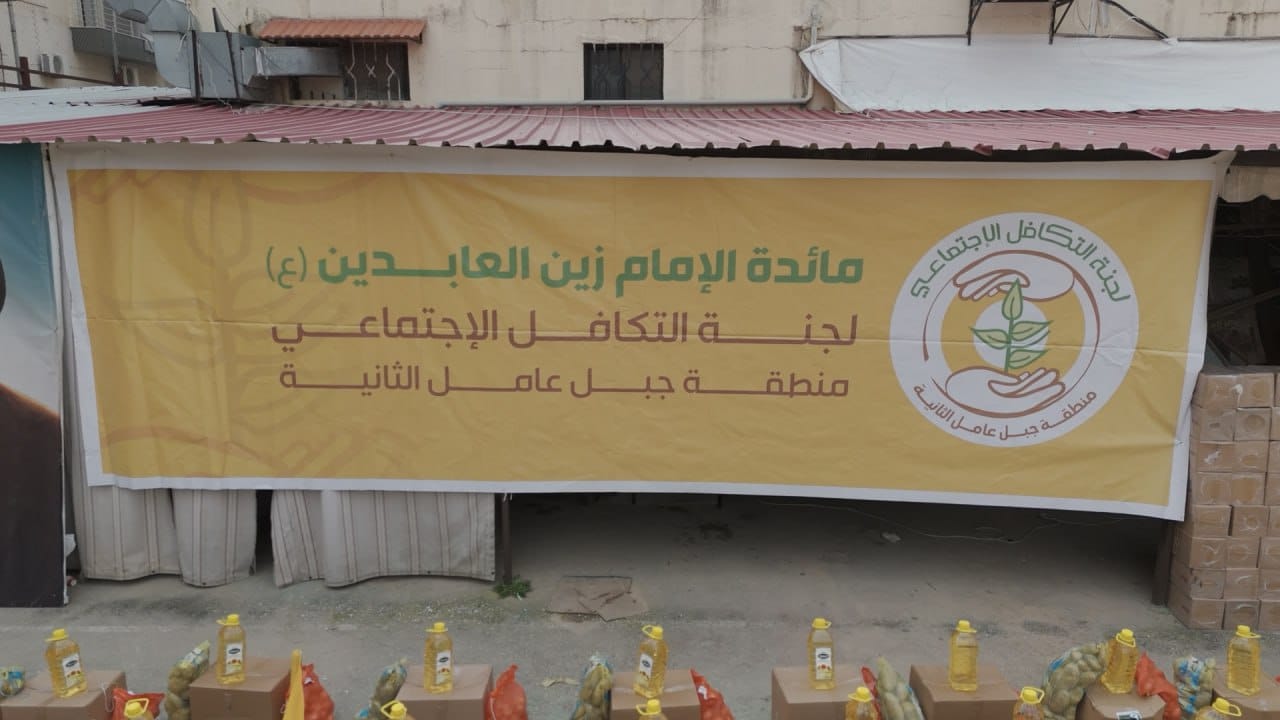 مائدة الإمام زين العابدين (ع)
لجنة التكافل الإجتماعي
منطقة جبل عامل الثانية
لجنة التكافل الإجتماعي
منطقة جبل عامل الثانية